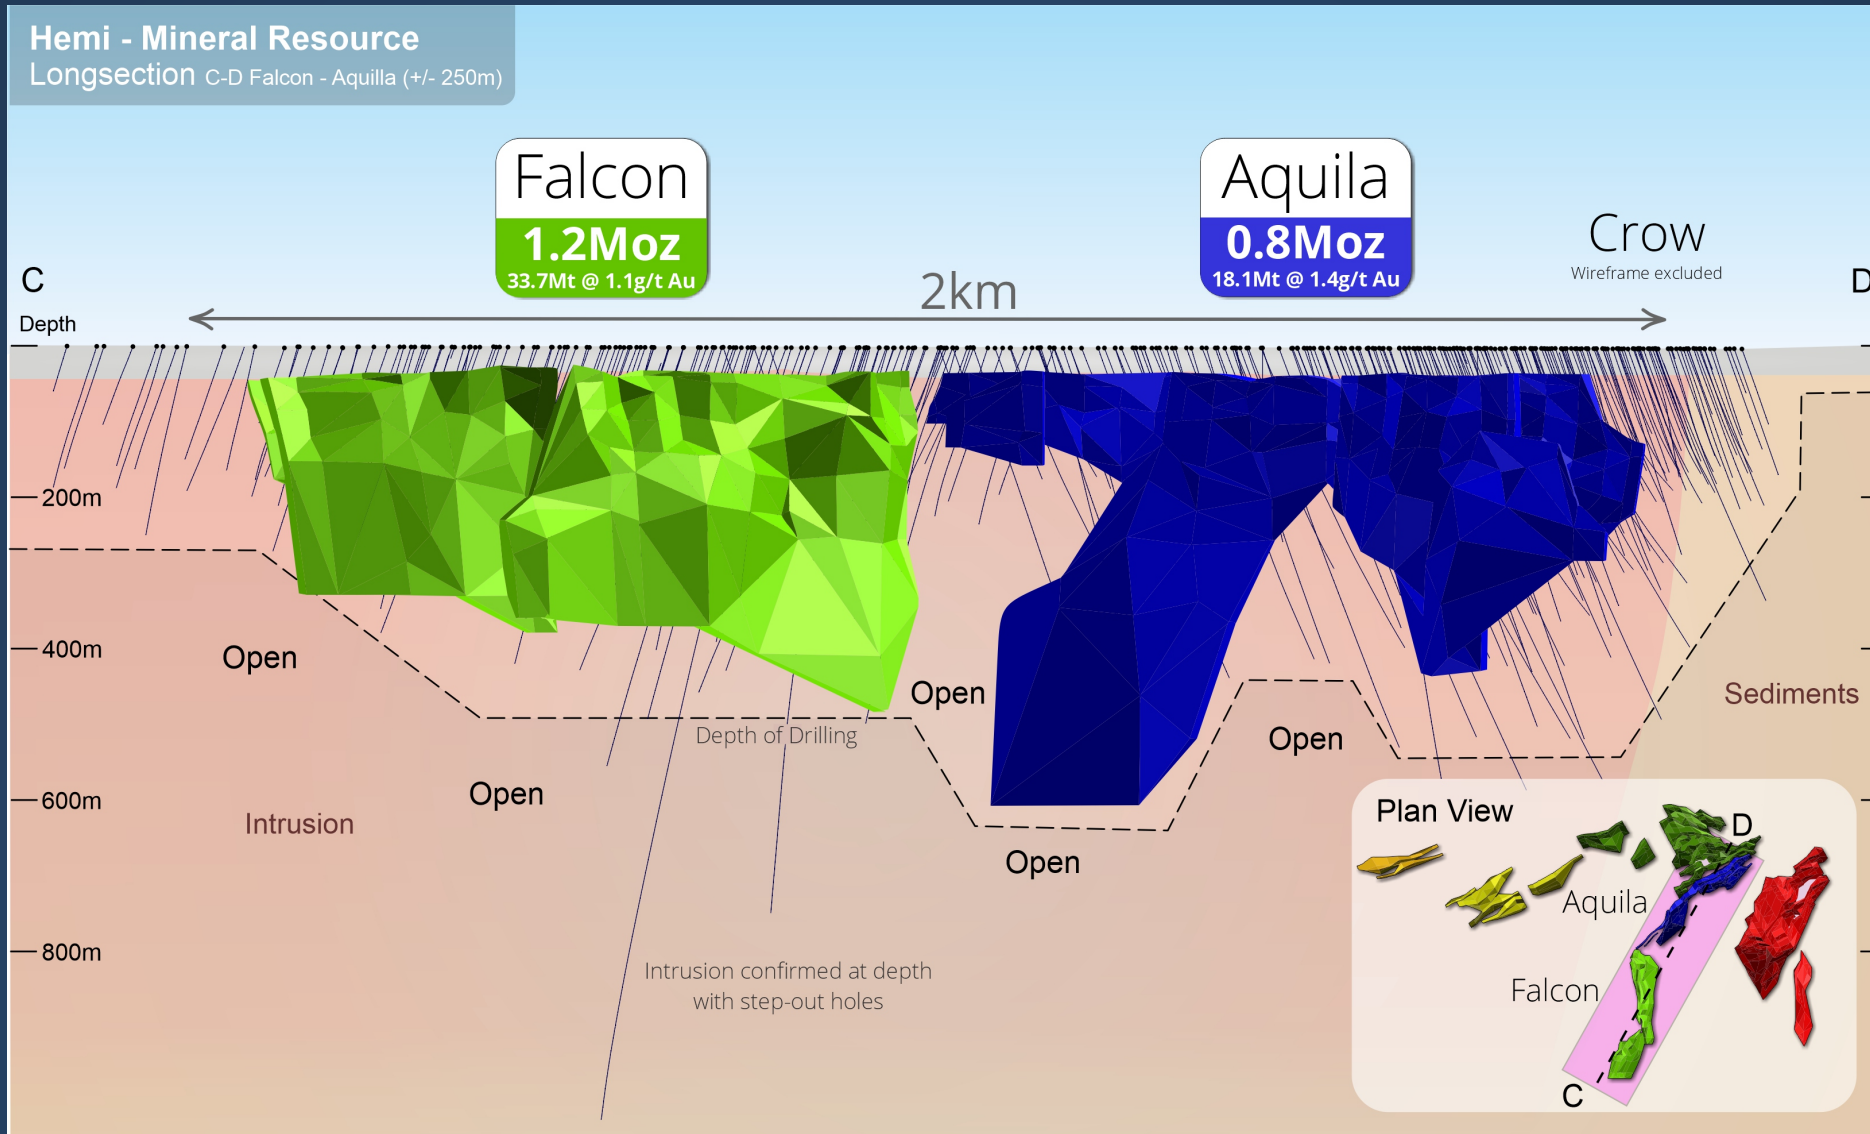 Hemi - Mineral Resource
Longsection C-D Falcon - Aquilla (+/- 250m)
Falcon
1.2Moz
33.7Mt @ 1.1g/t Au
Aquila
0.8Moz
18.1Mt @ 1.4g/t Au
Crow
Wireframe excluded
C
2km
D
Depth
200m
400m
600m
800m
Open
Open
Open
Open
Open
Depth of Drilling
Intrusion
Sediments
Intrusion confirmed at depth
with step-out holes
Plan View
D
Aquila
Falcon
C